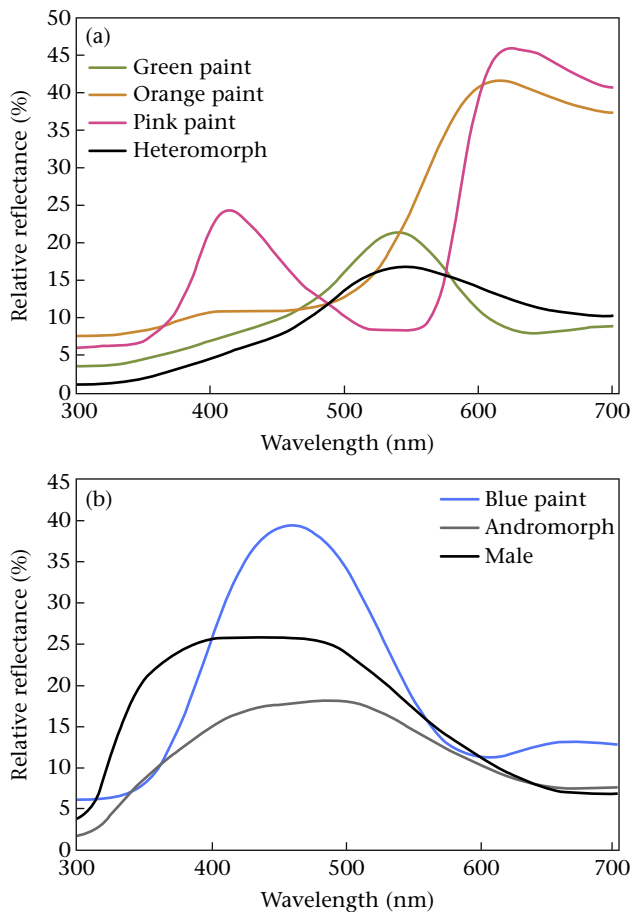 50
45
40
35
30
25
20
15
10
5
0
Relative reflectance (%)
(a)
Green paint
Orange paint
Pink paint
Heteromorph
300 400 500 600 700
Wavelength (nm)
45
40
35
30
25
20
15
10
5
0
Relative reflectance (%)
(b)
Blue paint
Andromorph
Male
300 400 500 600 700
Wavelength (nm)